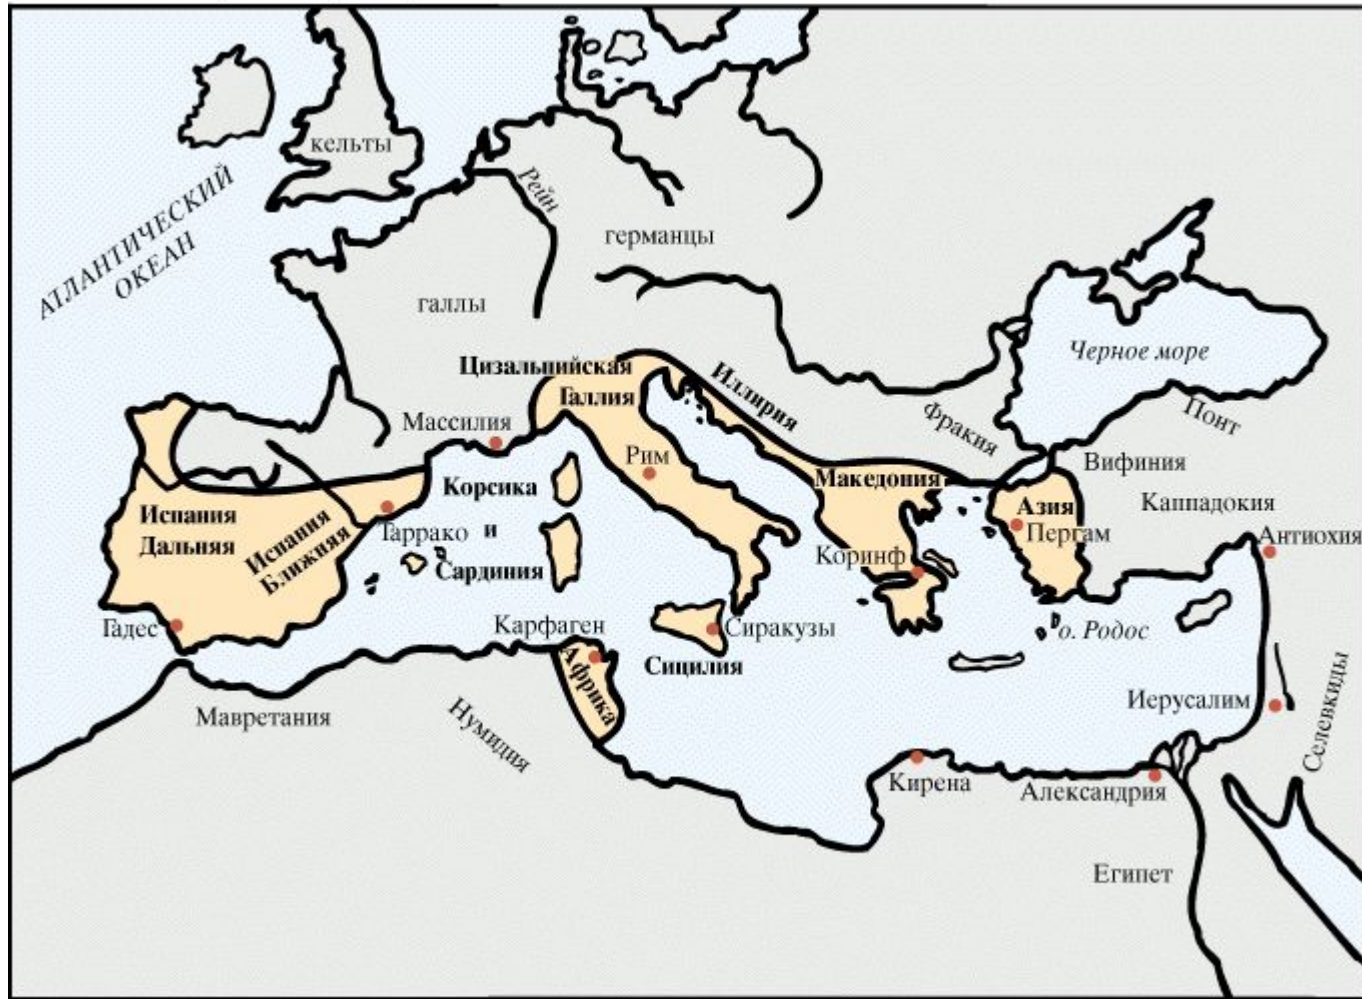 кельты
АТЛАНТИЧЕСКИЙ
ОКЕАН
Рейн
германцы
галлы
Черное море
Цизальпийская
Галлия
Иллирия
Фракия
Понт
Массилия
Рим
Вифиния
Македония
Каппадокия
Корсика
и
Сардиния
Испания
Дальняя
Испания
Ближняя
Таррако
Азия
Пергам
Антиохия
Коринф
Гадес
Карфаген
Сиракузы
о. Родос
Африка
Сицилия
Мавретания
Нумидия
Иерусалим
Селевкиды
Кирена
Александрия
Египет